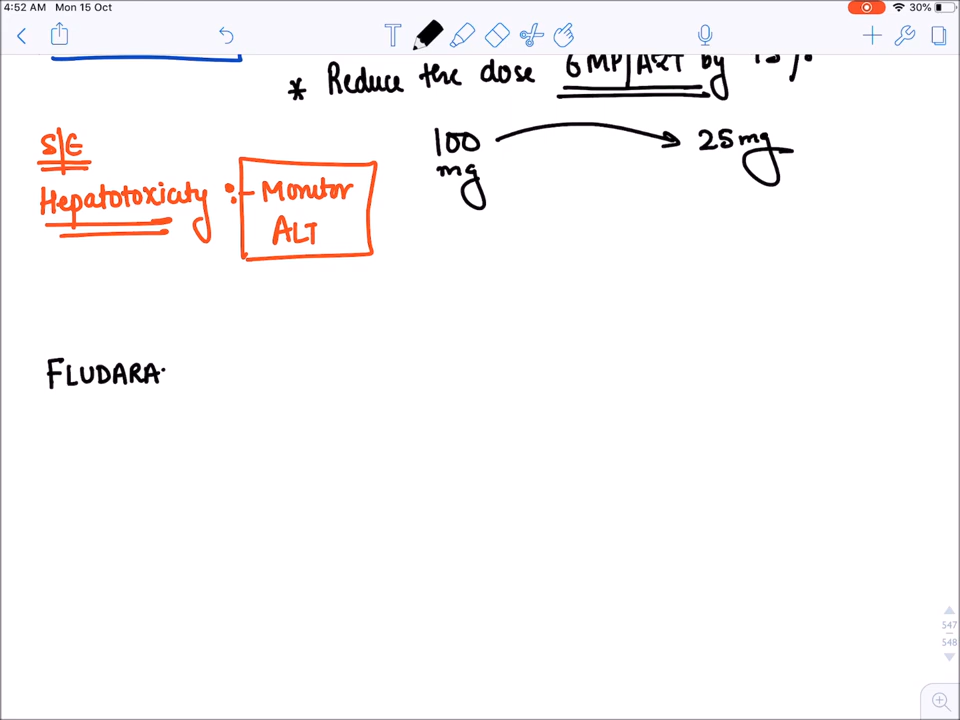 4:52 AM Mon 15 Oct
30%
T
* Reduce the dose 6MP/AZT by
100 mg
25mg
S|E
Hepatotoxicity :- Monitor
ALT
FLUDARA
547
548